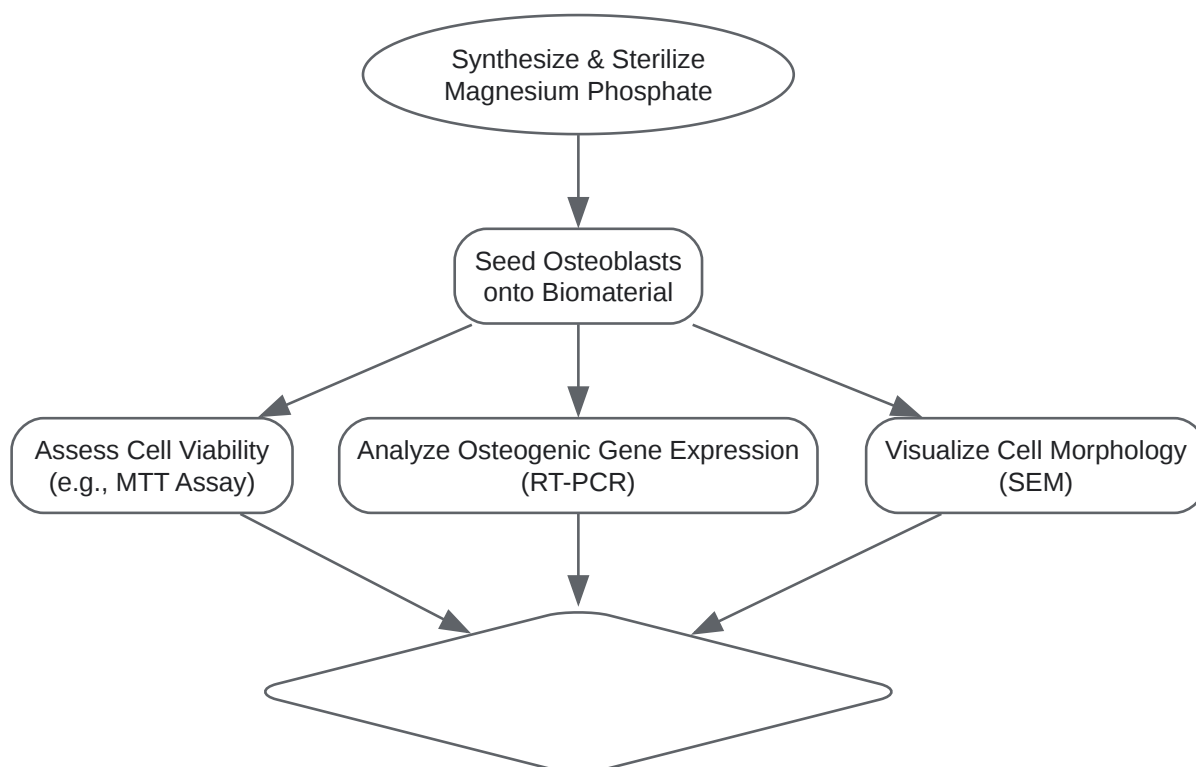 Synthesize & Sterilize
Magnesium Phosphate
Seed Osteoblasts
onto Biomaterial
Assess Cell Viability
(e.g., MTT Assay)
Analyze Osteogenic Gene Expression
(RT-PCR)
Visualize Cell Morphology
(SEM)